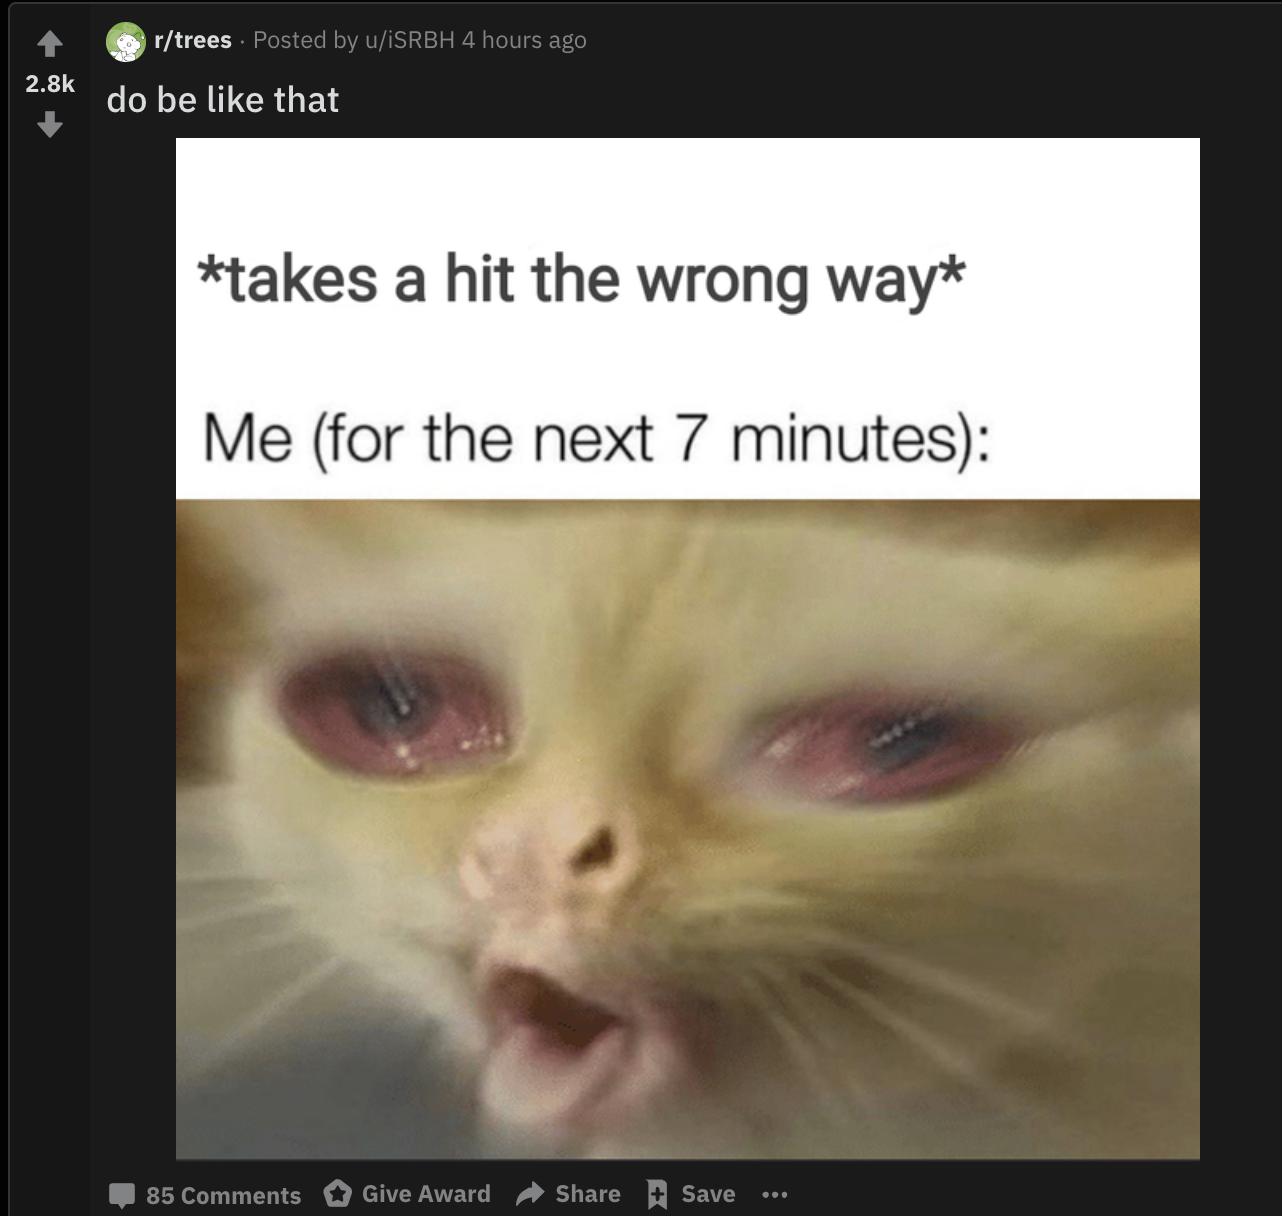 r/trees · Posted by u/iSRBH 4 hours ago
2.8k
do be like that
*takes a hit the wrong way*
Me (for the next 7 minutes):
85 Comments Give Award Share Save ...